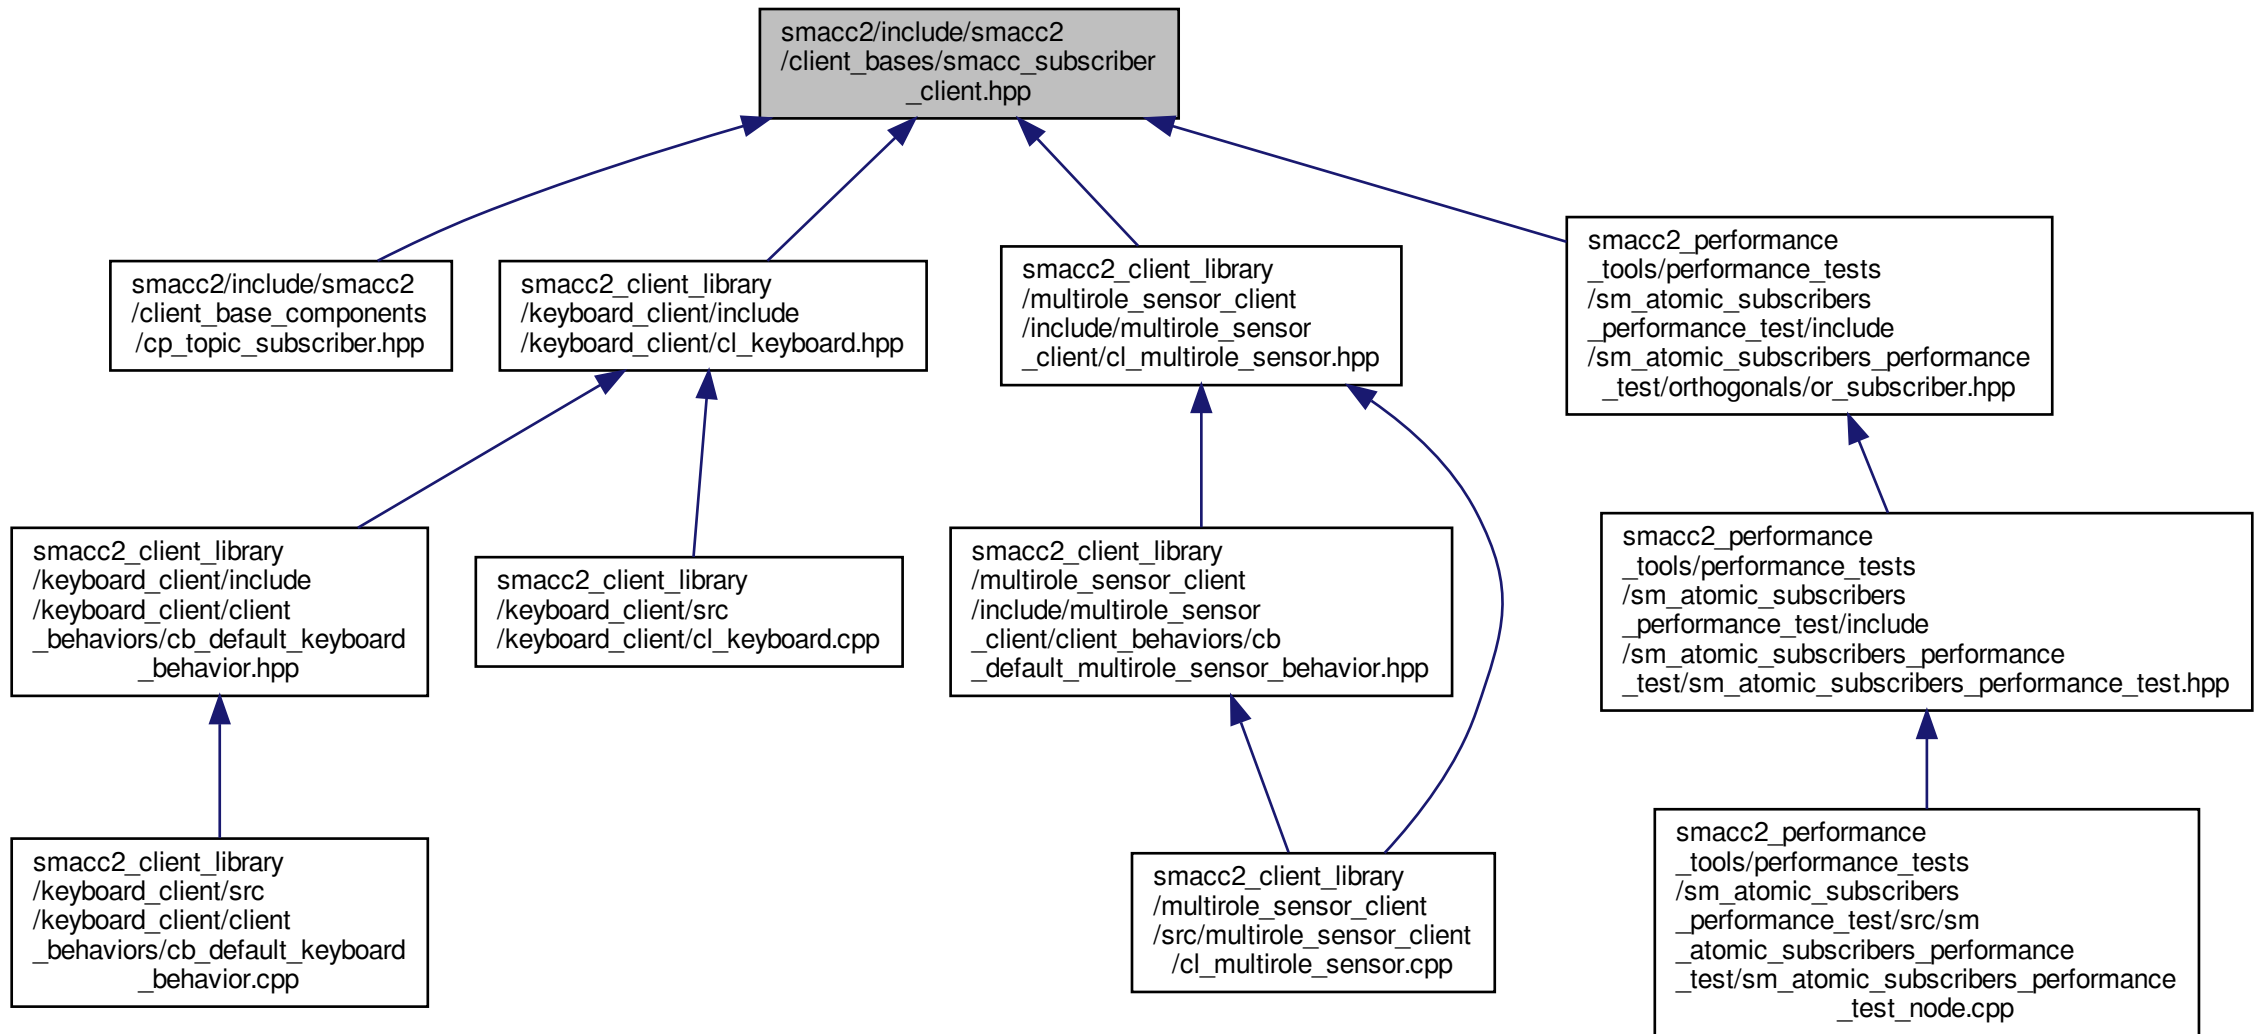 smacc2/include/smacc2
/client_bases/smacc_subscriber
_client.hpp
smacc2/include/smacc2
/client_base_components
/cp_topic_subscriber.hpp
smacc2_client_library
/keyboard_client/include
/keyboard_client/cl_keyboard.hpp
smacc2_client_library
/multirole_sensor_client
/include/multirole_sensor
_client/cl_multirole_sensor.hpp
smacc2_performance
_tools/performance_tests
/sm_atomic_subscribers
_performance_test/include
/sm_atomic_subscribers_performance
_test/orthogonals/or_subscriber.hpp
smacc2_client_library
/keyboard_client/include
/keyboard_client/client
_behaviors/cb_default_keyboard
_behavior.hpp
smacc2_client_library
/keyboard_client/src
/keyboard_client/cl_keyboard.cpp
smacc2_client_library
/multirole_sensor_client
/include/multirole_sensor
_client/client_behaviors/cb
_default_multirole_sensor_behavior.hpp
smacc2_performance
_tools/performance_tests
/sm_atomic_subscribers
_performance_test/include
/sm_atomic_subscribers_performance
_test/sm_atomic_subscribers_performance_test.hpp
smacc2_client_library
/keyboard_client/src
/keyboard_client/client
_behaviors/cb_default_keyboard
_behavior.cpp
smacc2_client_library
/multirole_sensor_client
/src/multirole_sensor_client
/cl_multirole_sensor.cpp
smacc2_performance
_tools/performance_tests
/sm_atomic_subscribers
_performance_test/src/sm
_atomic_subscribers_performance
_test/sm_atomic_subscribers_performance
_test_node.cpp